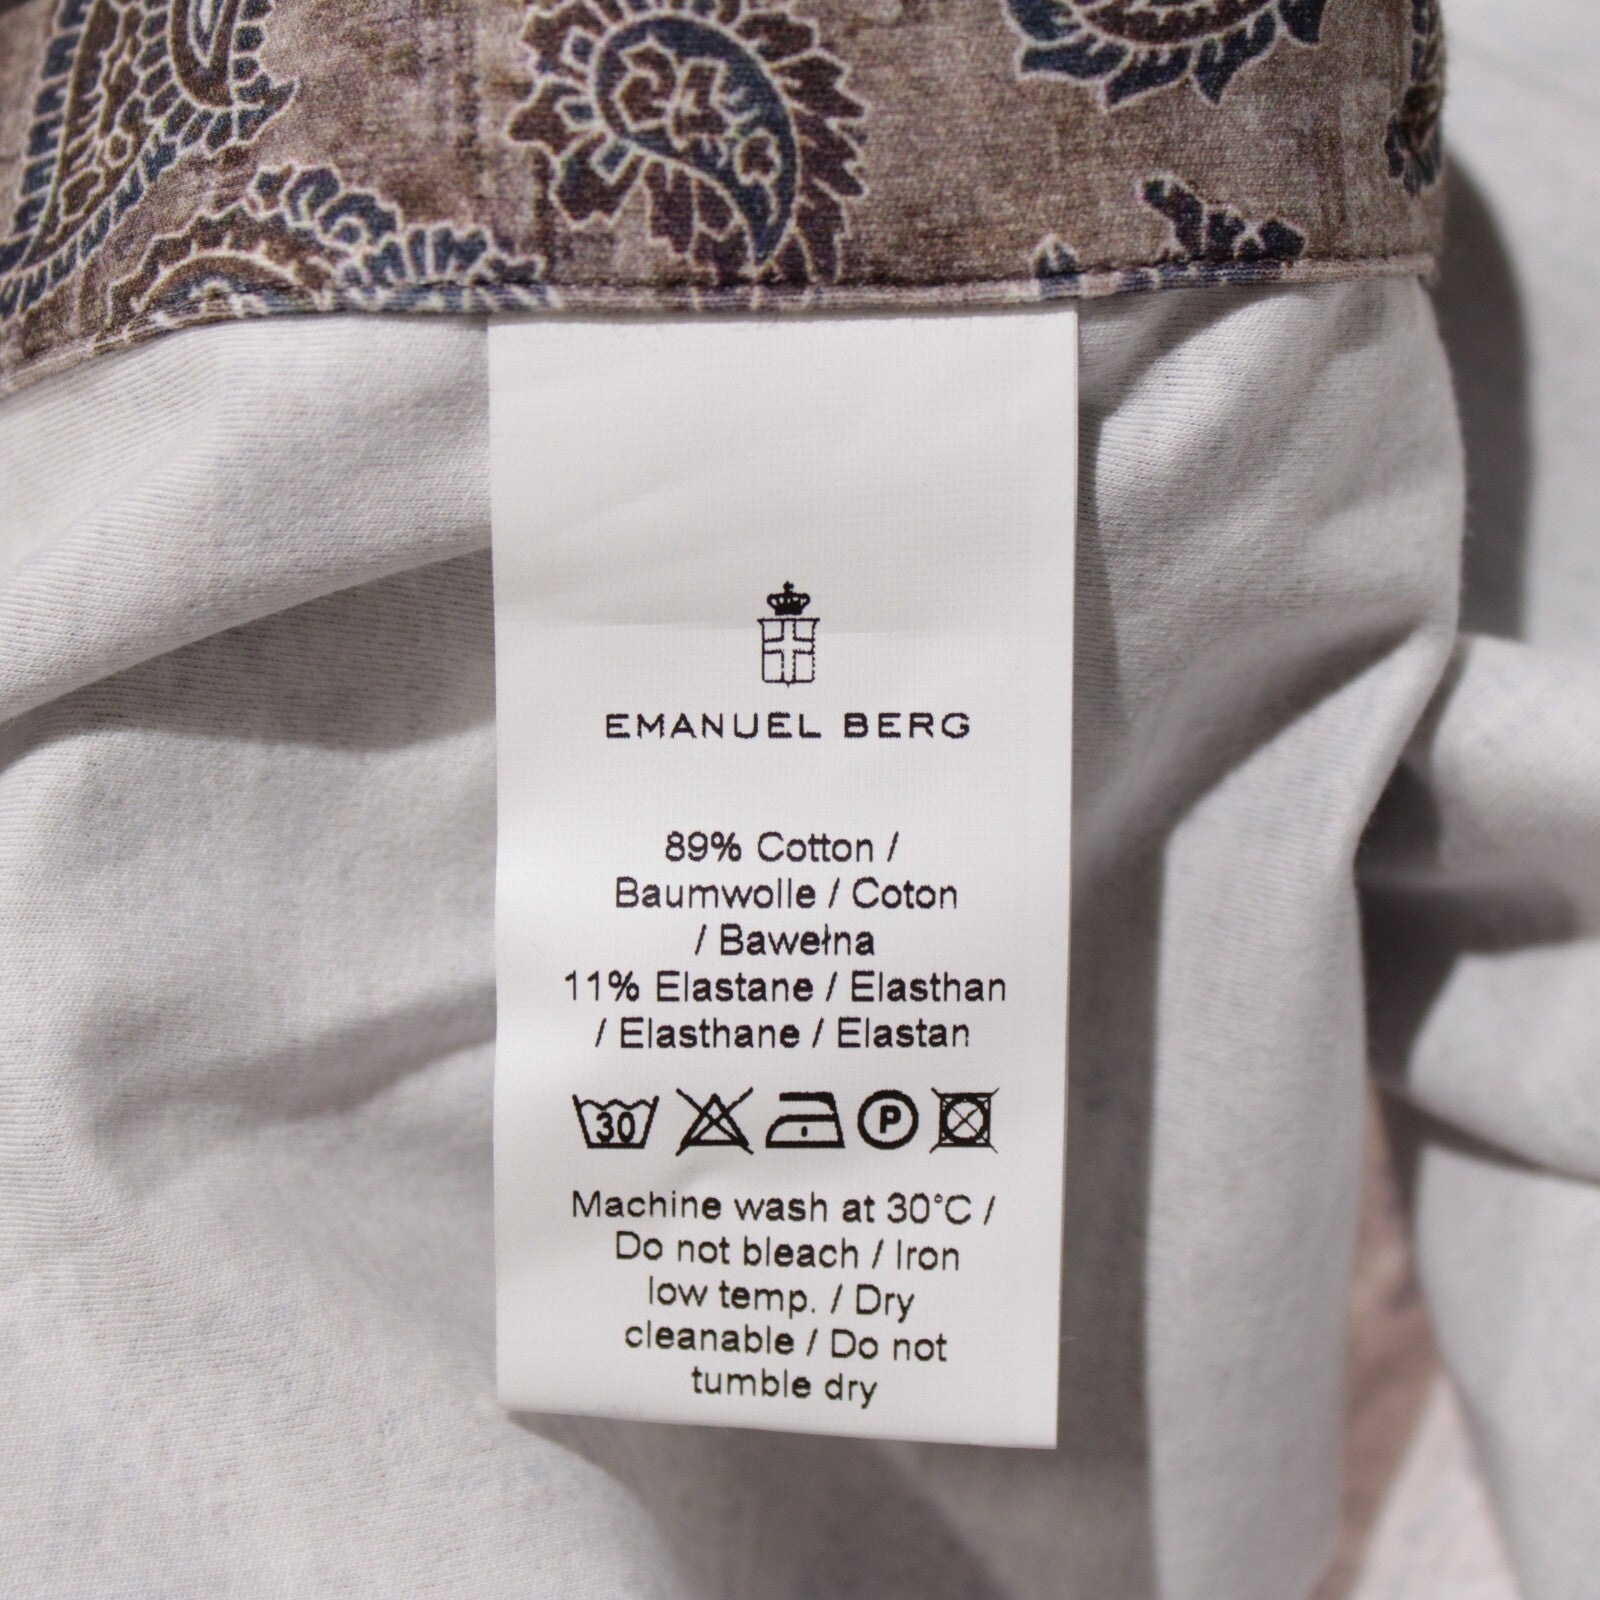 EMANUEL BERG
89% Cotton /
Baumwolle / Coton
/ Bawełna
11% Elastane / Elasthan
/ Elasthane / Elastan
30 P
Machine wash at 30°C /
Do not bleach / Iron
low temp. / Dry
cleanable / Do not
tumble dry